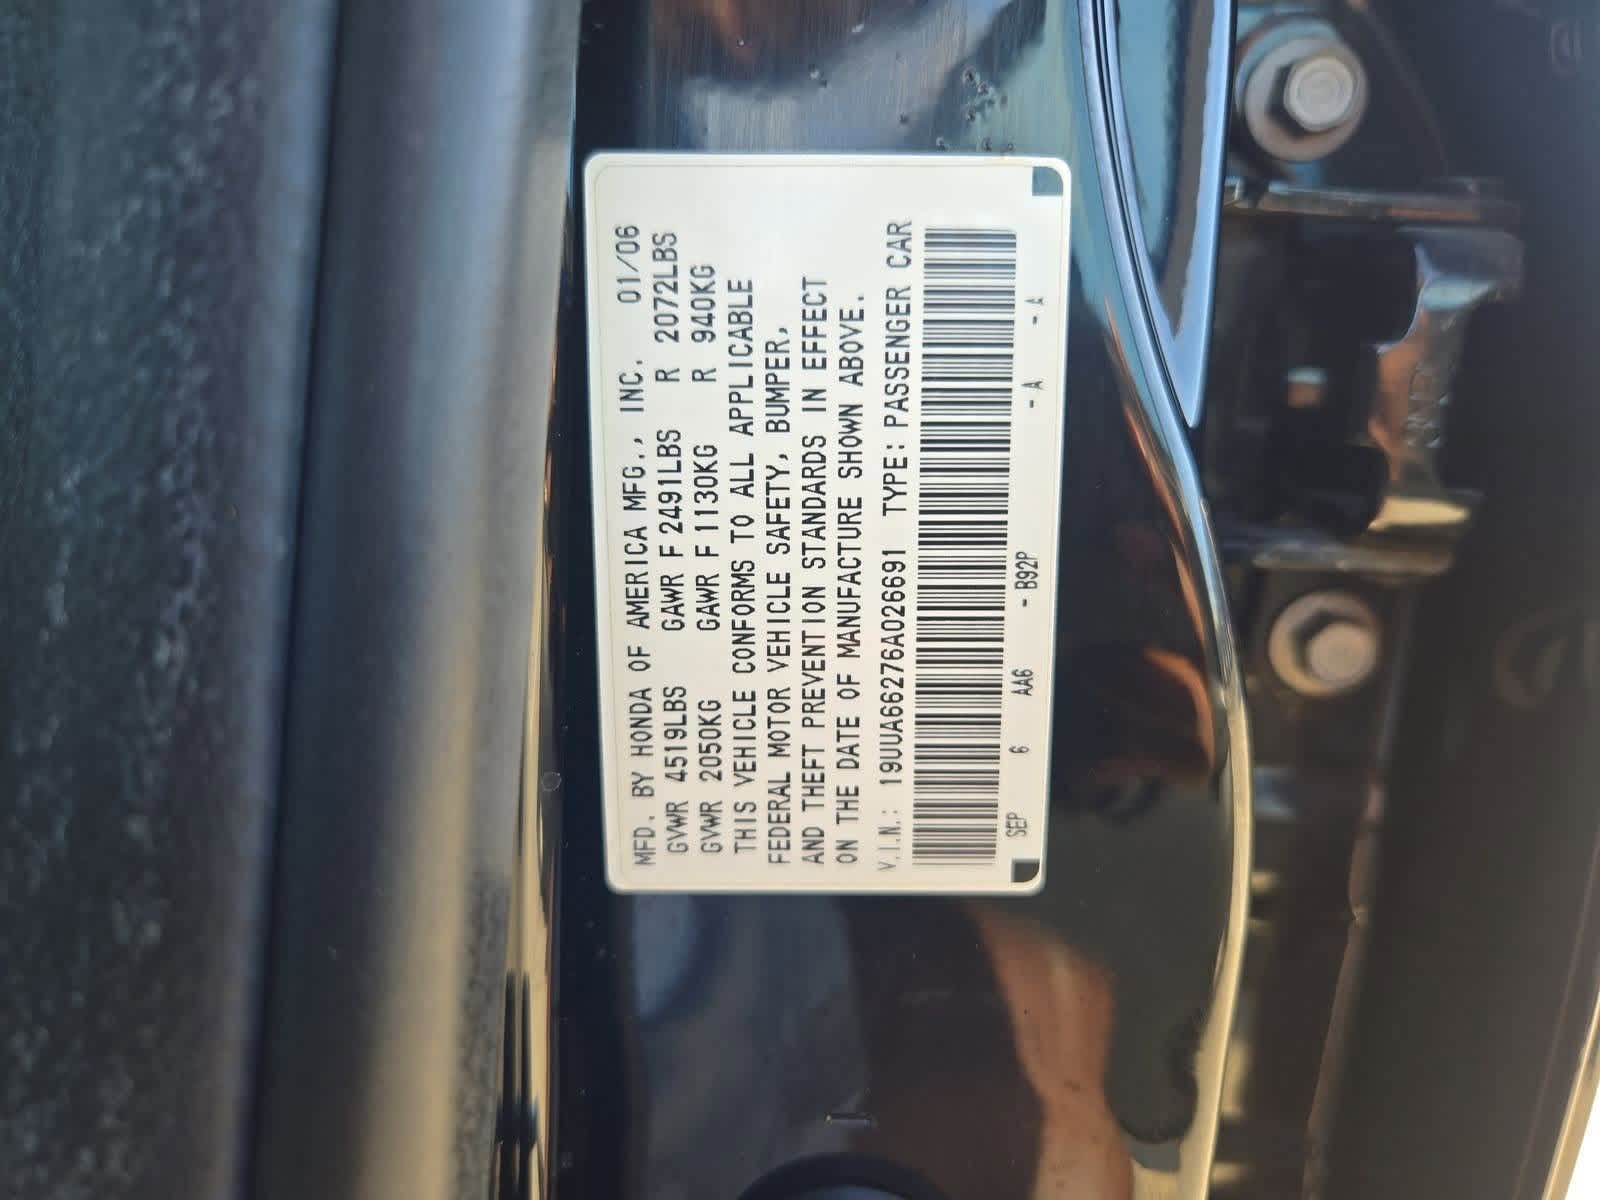 MFD. BY HONDA OF AMERICA MFG., INC. 01/06
GVWR 4519LBS GAWR F 2491LBS R 2072LBS
GVWR 2050KG GAWR F 1130KG R 940KG
THIS VEHICLE CONFORMS TO ALL APPLICABLE
FEDERAL MOTOR VEHICLE SAFETY, BUMPER,
AND THEFT PREVENTION STANDARDS IN EFFECT
ON THE DATE OF MANUFACTURE SHOWN ABOVE.
V.I.N.: 19UUA66276A026691 TYPE: PASSENGER CAR
SEP 6 AA6 - B92P - A - A